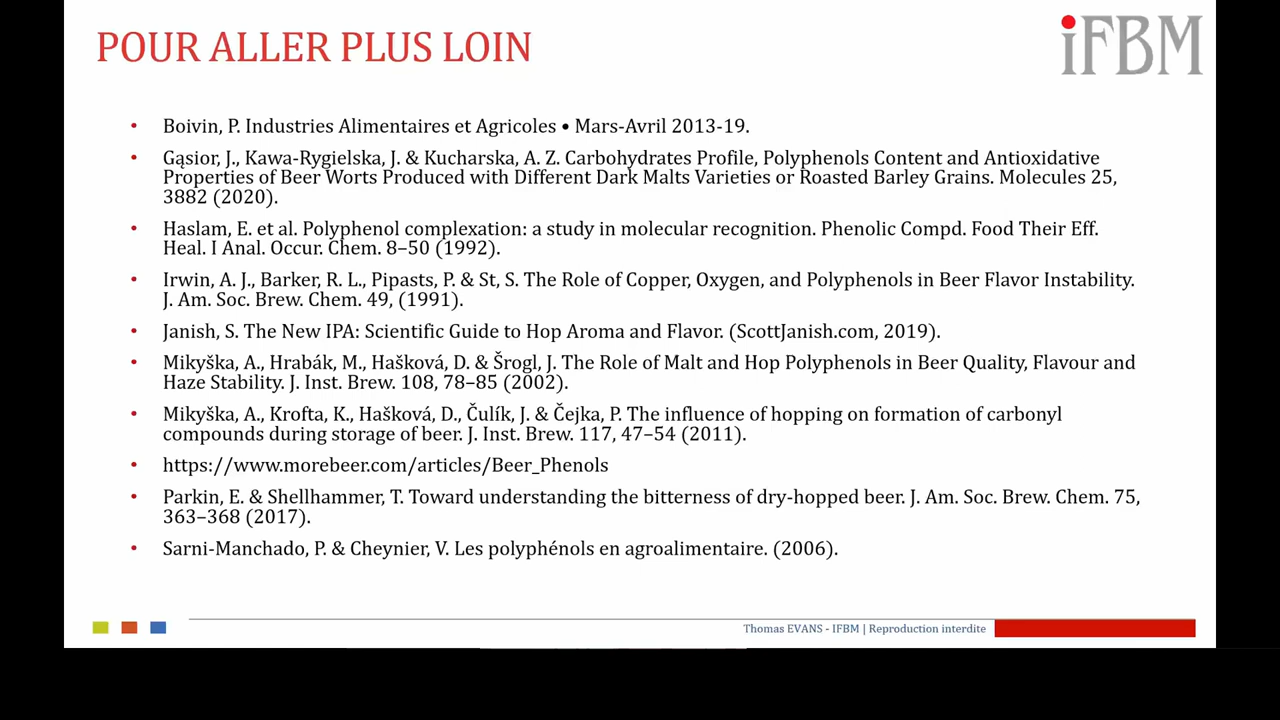 POUR ALLER PLUS LOIN
iFBM
• Boivin, P. Industries Alimentaires et Agricoles • Mars-Avril 2013-19.
• Gąsior, J., Kawa-Rygielska, J. & Kucharska, A. Z. Carbohydrates Profile, Polyphenols Content and Antioxidative
Properties of Beer Worts Produced with Different Dark Malts Varieties or Roasted Barley Grains. Molecules 25,
3882 (2020).
• Haslam, E. et al. Polyphenol complexation: a study in molecular recognition. Phenolic Compd. Food Their Eff.
Heal. I Anal. Occur. Chem. 8–50 (1992).
• Irwin, A. J., Barker, R. L., Pipasts, P. & St, S. The Role of Copper, Oxygen, and Polyphenols in Beer Flavor Instability.
J. Am. Soc. Brew. Chem. 49, (1991).
• Janish, S. The New IPA: Scientific Guide to Hop Aroma and Flavor. (ScottJanish.com, 2019).
• Mikyška, A., Hrabák, M., Hašková, D. & Šrogl, J. The Role of Malt and Hop Polyphenols in Beer Quality, Flavour and
Haze Stability. J. Inst. Brew. 108, 78–85 (2002).
• Mikyška, A., Krofta, K., Hašková, D., Čulík, J. & Čejka, P. The influence of hopping on formation of carbonyl
compounds during storage of beer. J. Inst. Brew. 117, 47–54 (2011).
• https://www.morebeer.com/articles/Beer_Phenols
• Parkin, E. & Shellhammer, T. Toward understanding the bitterness of dry-hopped beer. J. Am. Soc. Brew. Chem. 75,
363–368 (2017).
• Sarni-Manchado, P. & Cheynier, V. Les polyphénols en agroalimentaire. (2006).
Thomas EVANS - IFBM | Reproduction interdite